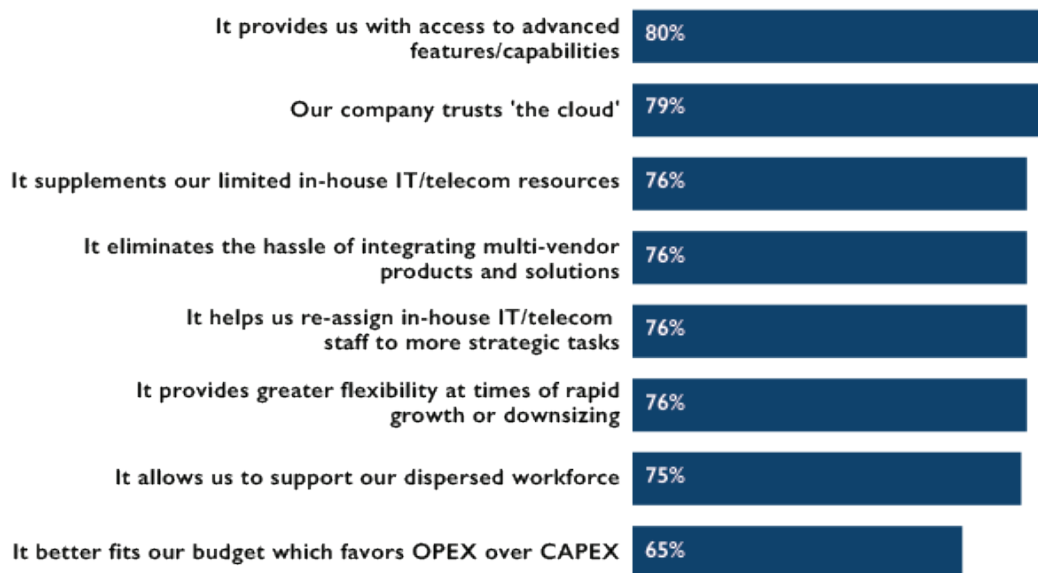 It provides us with access to advanced
features/capabilities
80%
Our company trusts 'the cloud'
79%
It supplements our limited in-house IT/telecom resources
76%
It eliminates the hassle of integrating multi-vendor
products and solutions
76%
It helps us re-assign in-house IT/telecom
staff to more strategic tasks
76%
It provides greater flexibility at times of rapid
growth or downsizing
76%
It allows us to support our dispersed workforce
75%
It better fits our budget which favors OPEX over CAPEX
65%